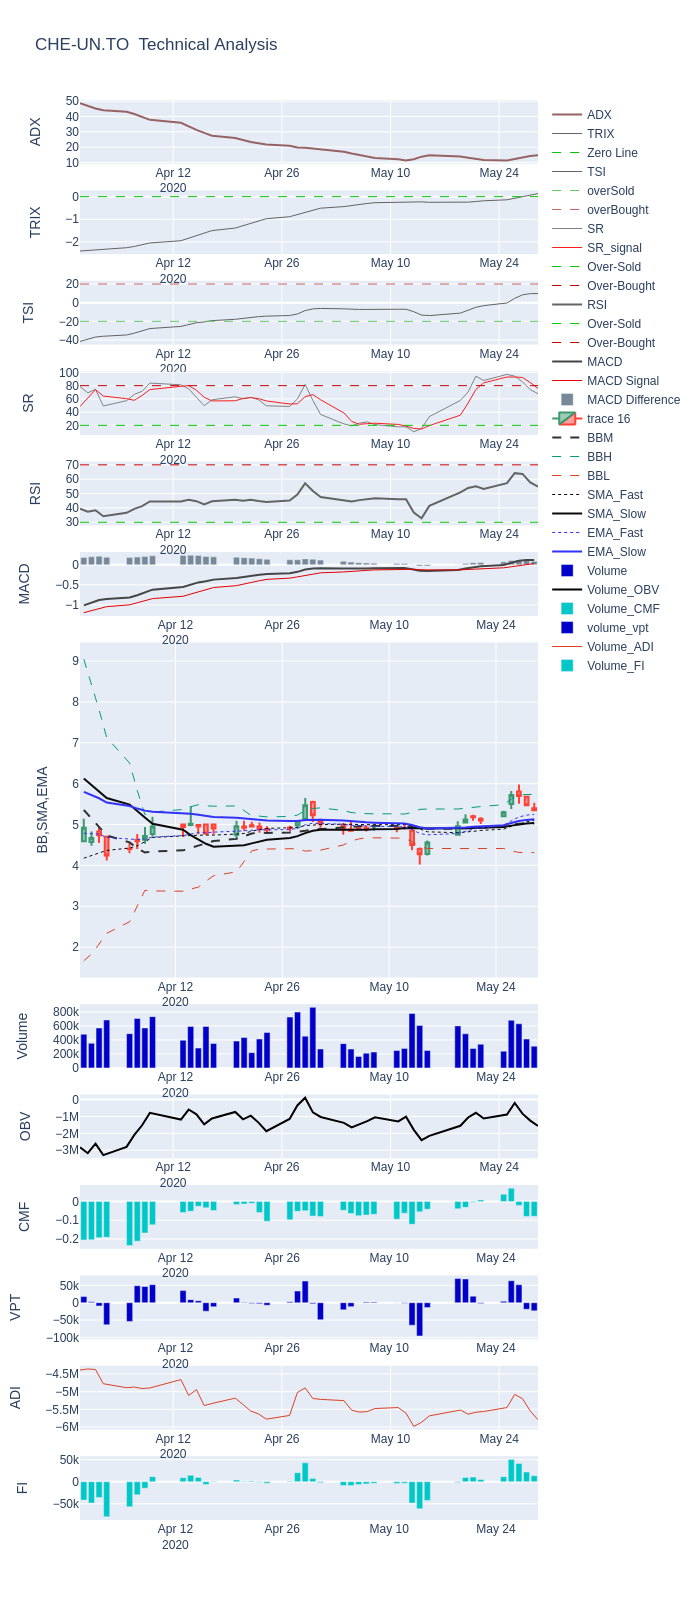 CHE-UN.TO  Technical Analysis
ADX
50
40
30
20
10
Apr 12
2020
Apr 26
May 10
May 24
TRIX
0
−1
−2
Apr 12
2020
Apr 26
May 10
May 24
TSI
20
0
−20
−40
Apr 12
2020
Apr 26
May 10
May 24
SR
100
80
60
40
20
Apr 12
2020
Apr 26
May 10
May 24
RSI
70
60
50
40
30
Apr 12
2020
Apr 26
May 10
May 24
MACD
0
−0.5
−1
Apr 12
2020
Apr 26
May 10
May 24
BB,SMA,EMA
9
8
7
6
5
4
3
2
Apr 12
2020
Apr 26
May 10
May 24
Volume
800k
600k
400k
200k
0
Apr 12
2020
Apr 26
May 10
May 24
OBV
0
−1M
−2M
−3M
Apr 12
2020
Apr 26
May 10
May 24
CMF
0
−0.1
−0.2
Apr 12
2020
Apr 26
May 10
May 24
VPT
50k
0
−50k
−100k
Apr 12
2020
Apr 26
May 10
May 24
ADI
−4.5M
−5M
−5.5M
−6M
Apr 12
2020
Apr 26
May 10
May 24
FI
50k
0
−50k
Apr 12
2020
Apr 26
May 10
May 24
ADX
TRIX
Zero Line
TSI
overSold
overBought
SR
SR_signal
Over-Sold
Over-Bought
RSI
Over-Sold
Over-Bought
MACD
MACD Signal
MACD Difference
trace 16
BBM
BBH
BBL
SMA_Fast
SMA_Slow
EMA_Fast
EMA_Slow
Volume
Volume_OBV
Volume_CMF
volume_vpt
Volume_ADI
Volume_FI